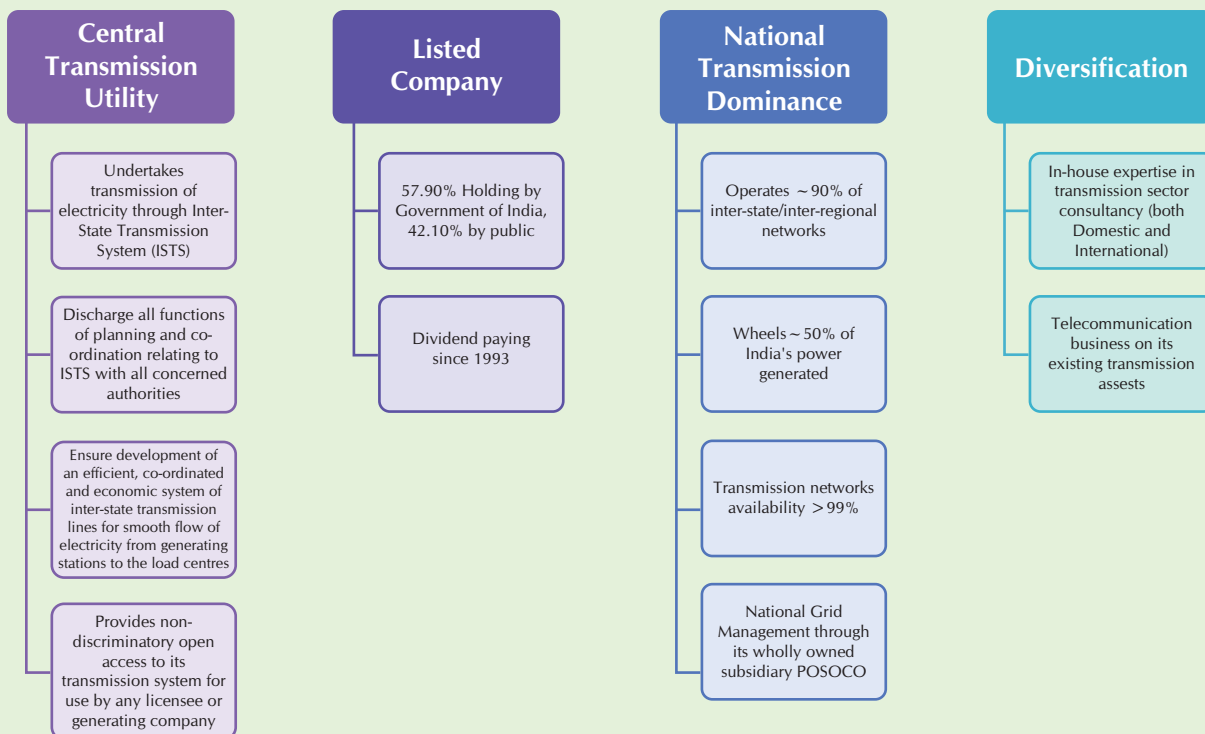 Central
Transmission
Utility
Undertakes
transmission of
electricity through Inter-
State Transmission
System (ISTS)
Discharge all functions
of planning and co-
ordination relating to
ISTS with all concerned
authorities
Ensure development of
an efficient, co-ordinated
and economic system of
inter-state transmission
lines for smooth flow of
electricity from generating
stations to the load centres
Provides non-
discriminatory open
access to its
transmission system for
use by any licensee or
generating company
Listed
Company
57.90% Holding by
Government of India,
42.10% by public
Dividend paying
since 1993
National
Transmission
Dominance
Operates ~90% of
inter-state/inter-regional
networks
Wheels ~50% of
India's power
generated
Transmission networks
availability >99%
National Grid
Management through
its wholly owned
subsidiary POSOCO
Diversification
In-house expertise in
transmission sector
consultancy (both
Domestic and
International)
Telecommunication
business on its
existing transmission
assests